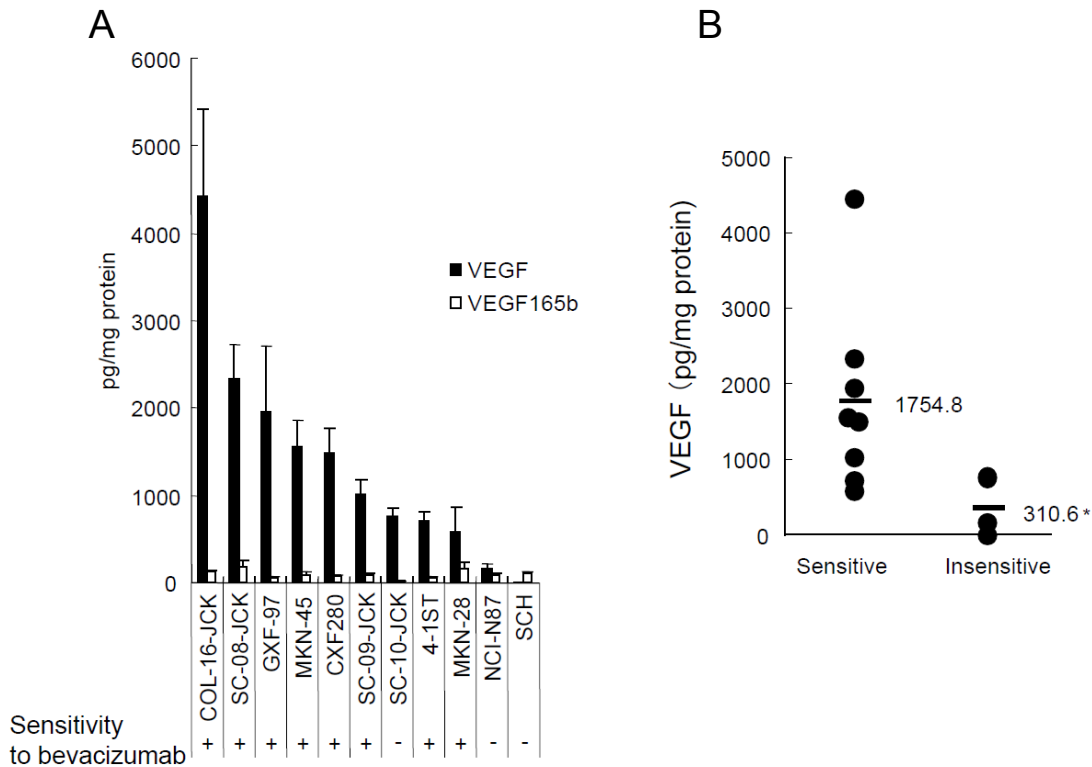 A
B
6000
5000
4000
3000
2000
1000
0
pg/mg protein
VEGF
VEGF165b
COL-16-JCK
SC-08-JCK
GXF-97
MKN-45
CXF280
SC-09-JCK
SC-10-JCK
4-1ST
MKN-28
NCI-N87
SCH
Sensitivity
to bevacizumab
+ + + + + + - + + - -
5000
4000
3000
2000
1000
0
VEGF (pg/mg protein)
1754.8
310.6 *
Sensitive
Insensitive